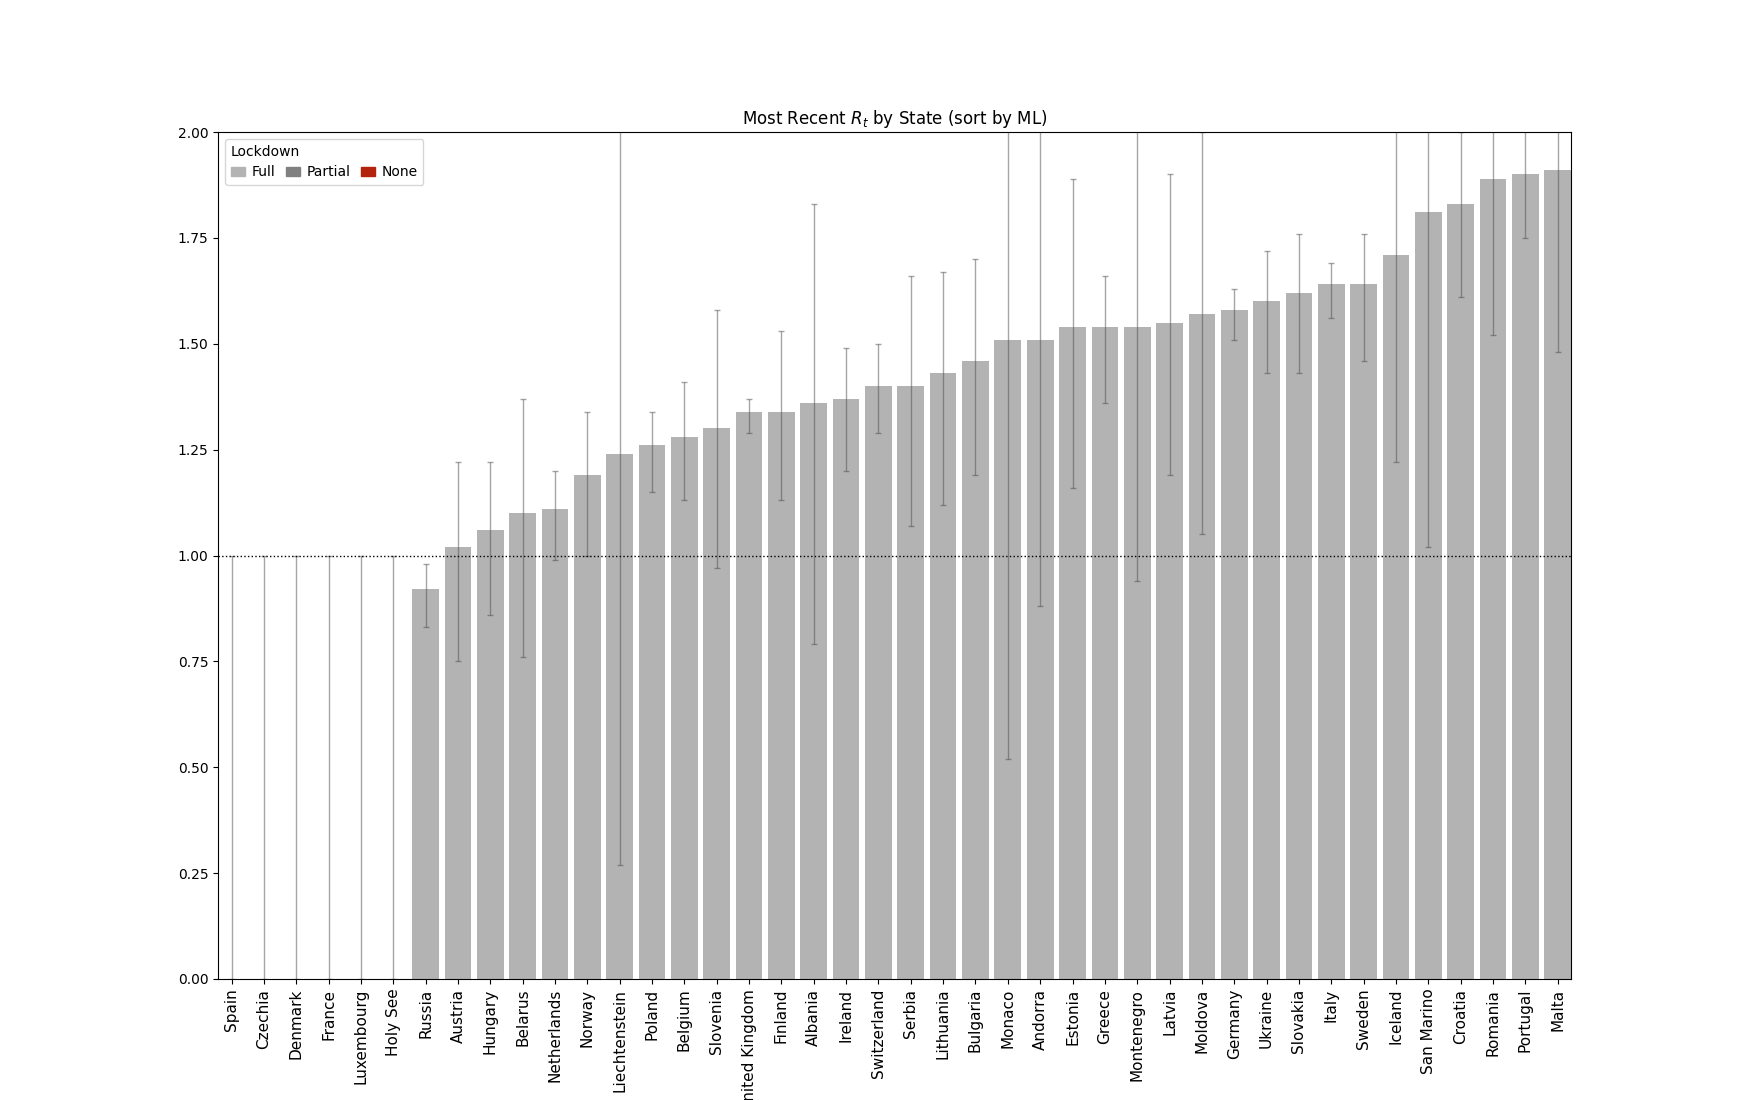 Most Recent Rt by State (sort by ML)
Lockdown
Full Partial None
2.00
1.75
1.50
1.25
1.00
0.75
0.50
0.25
0.00
Spain
Czechia
Denmark
France
Luxembourg
Holy See
Russia
Austria
Hungary
Belarus
Netherlands
Norway
Liechtenstein
Poland
Belgium
Slovenia
nited Kingdom
Finland
Albania
Ireland
Switzerland
Serbia
Lithuania
Bulgaria
Monaco
Andorra
Estonia
Greece
Montenegro
Latvia
Moldova
Germany
Ukraine
Slovakia
Italy
Sweden
Iceland
San Marino
Croatia
Romania
Portugal
Malta